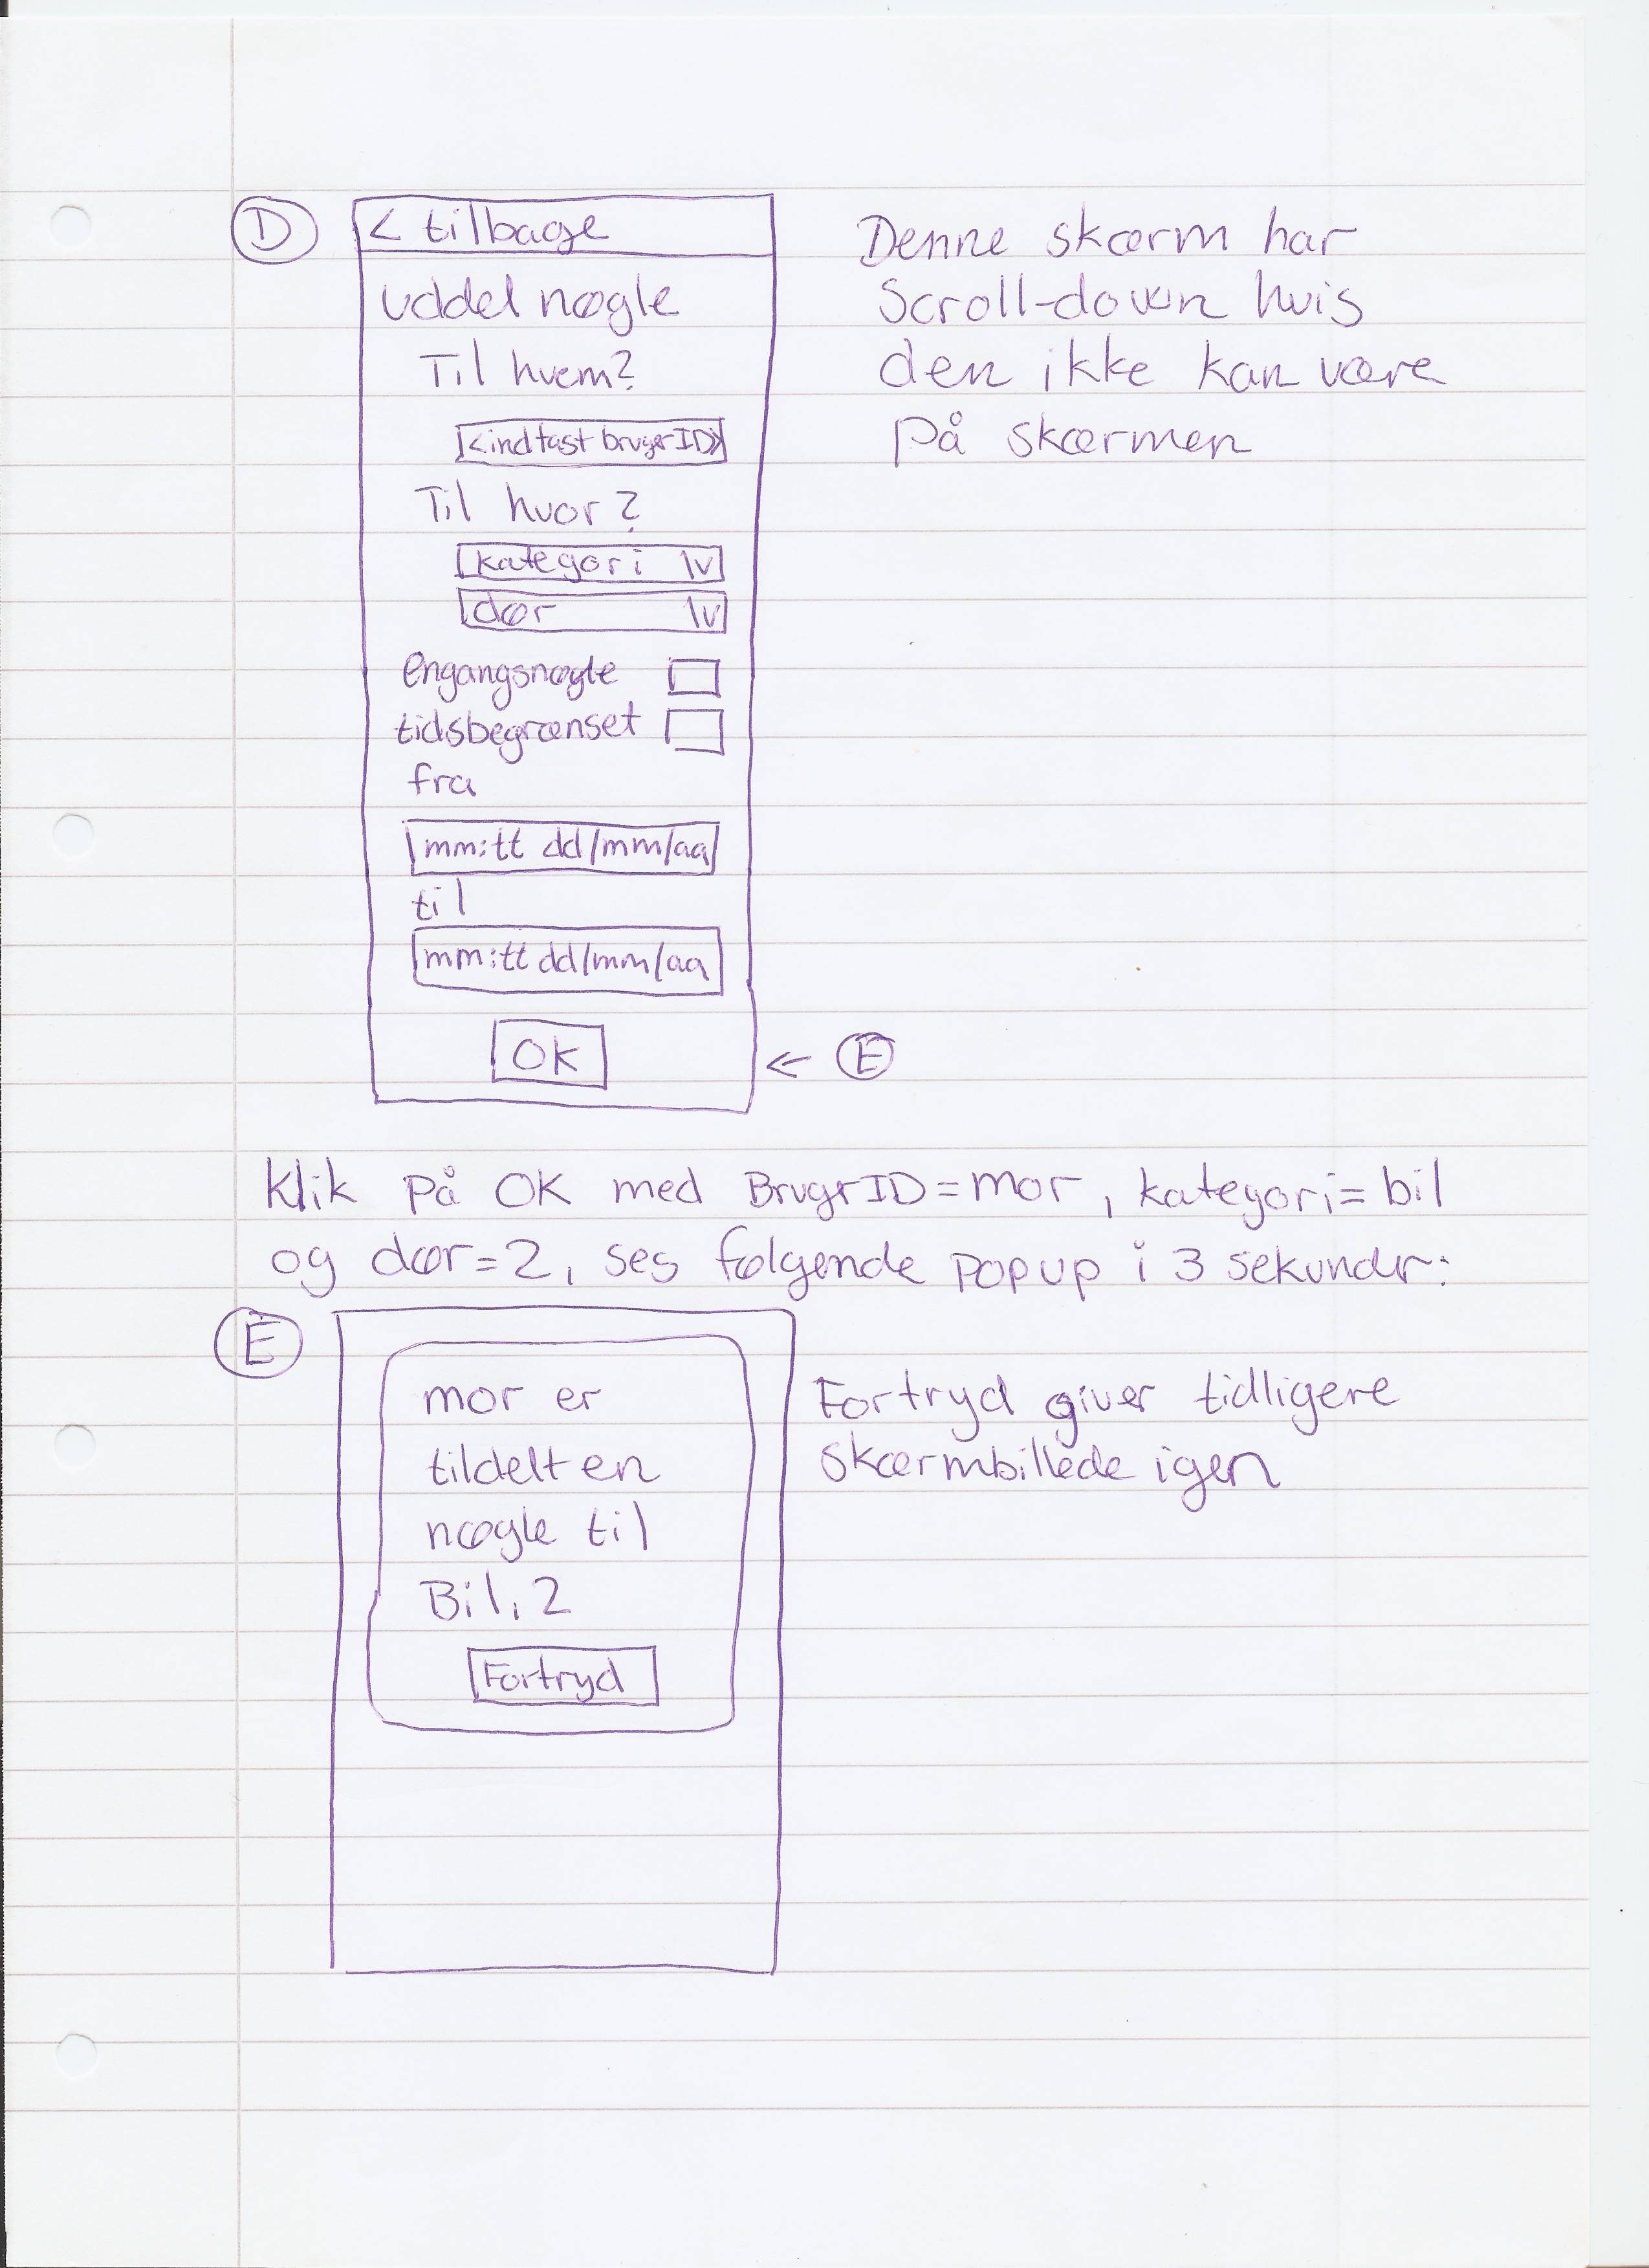 D
< tilbage
Uddel nøgle
Til hvem?
<indtast brugerID>
Til hvor?
kategori v
dør v
engangsnøgle
tidsbegrænset
fra
mm:tt dd/mm/aa
til
mm:tt dd/mm/aa
OK
← E
Denne skærm har
Scroll-down hvis
den ikke kan være
på skærmen
Klik på OK med BrugerID=mor, kategori=bil
og dør=2, ses følgende popup i 3 sekunder:
E
mor er
tildelt en
nøgle til
Bil, 2
Fortryd
Fortryd giver tidligere
skærmbillede igen